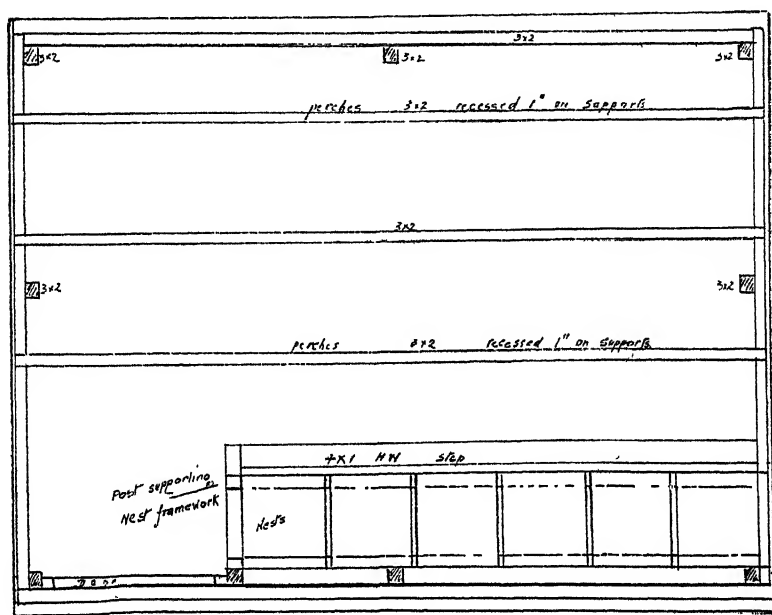 3x2
3x2
3x2
3x2
perches 3x2 recessed 1" on Supports
3x2
3x2
3x2
perches 3x2 recessed 1" on Supports
4x1 HW step
Post supporting
Nest framework
Nests
Door